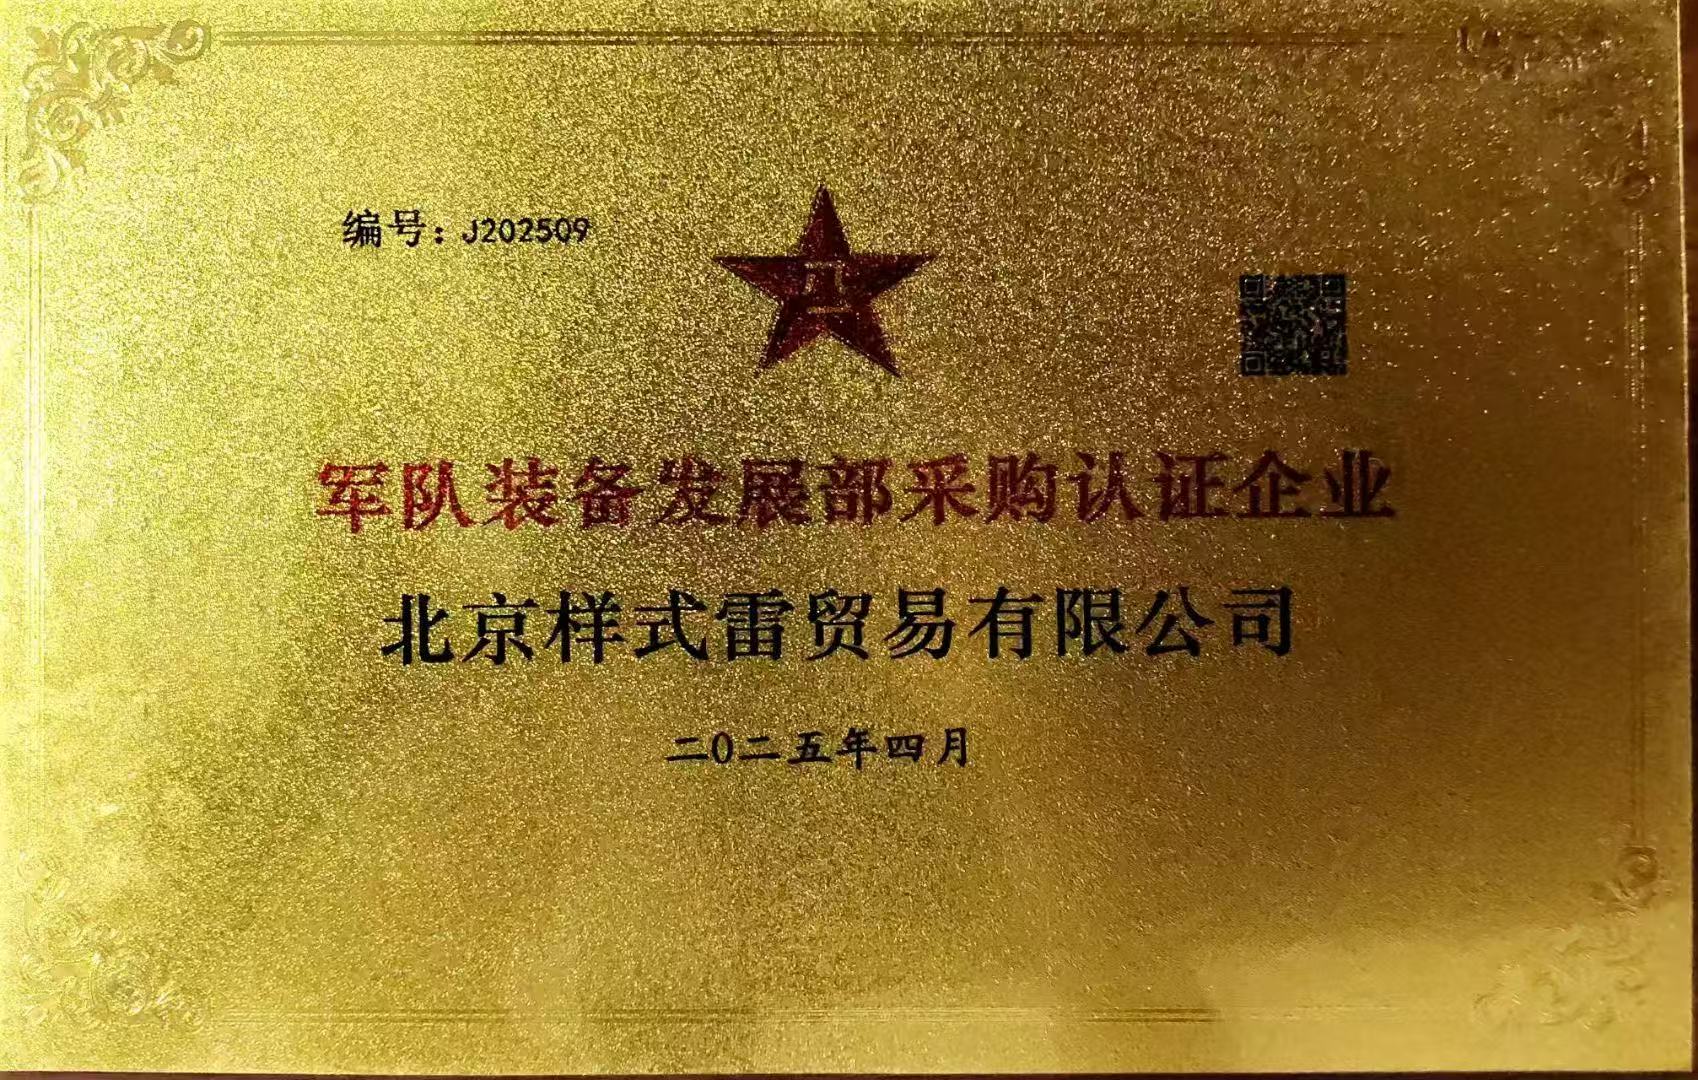 编号：J202509
八一
军队装备发展部采购认证企业
北京样式雷贸易有限公司
二〇二五年四月